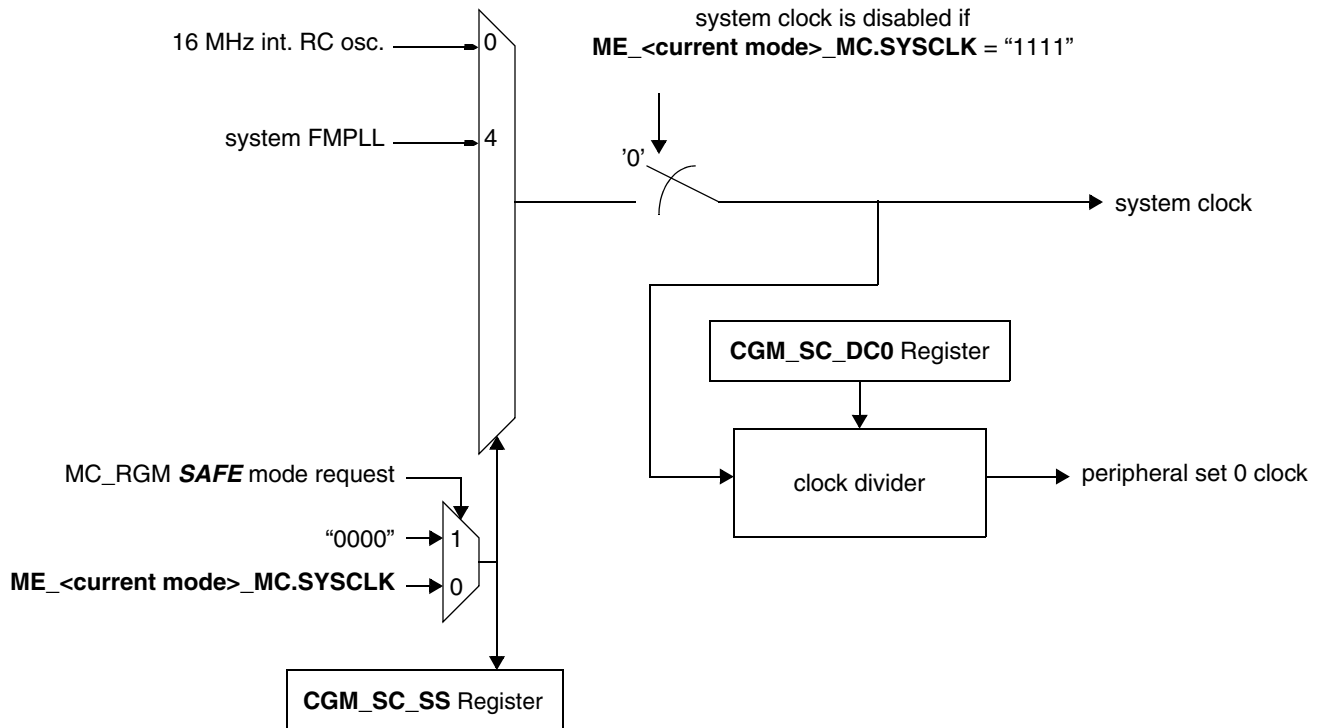 system clock is disabled if
ME_<current mode>_MC.SYSCLK = “1111”
16 MHz int. RC osc.
0
system FMPLL
4
’0’
system clock
CGM_SC_DC0 Register
clock divider
peripheral set 0 clock
MC_RGM SAFE mode request
“0000”
1
ME_<current mode>_MC.SYSCLK
0
CGM_SC_SS Register